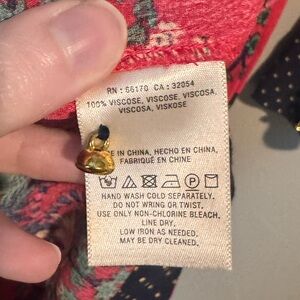 RN : 66170 CA : 32054
100% VISCOSE, VISCOSE, VISCOSE,
VISCOSA, VISKOSE
IN CHINA, HECHO EN CHINA,
FABRIQUÉ EN CHINE
P
HAND WASH COLD SEPARATELY.
DO NOT WRING OR TWIST.
USE ONLY NON-CHLORINE BLEACH.
LINE DRY.
LOW IRON AS NEEDED.
MAY BE DRY CLEANED.